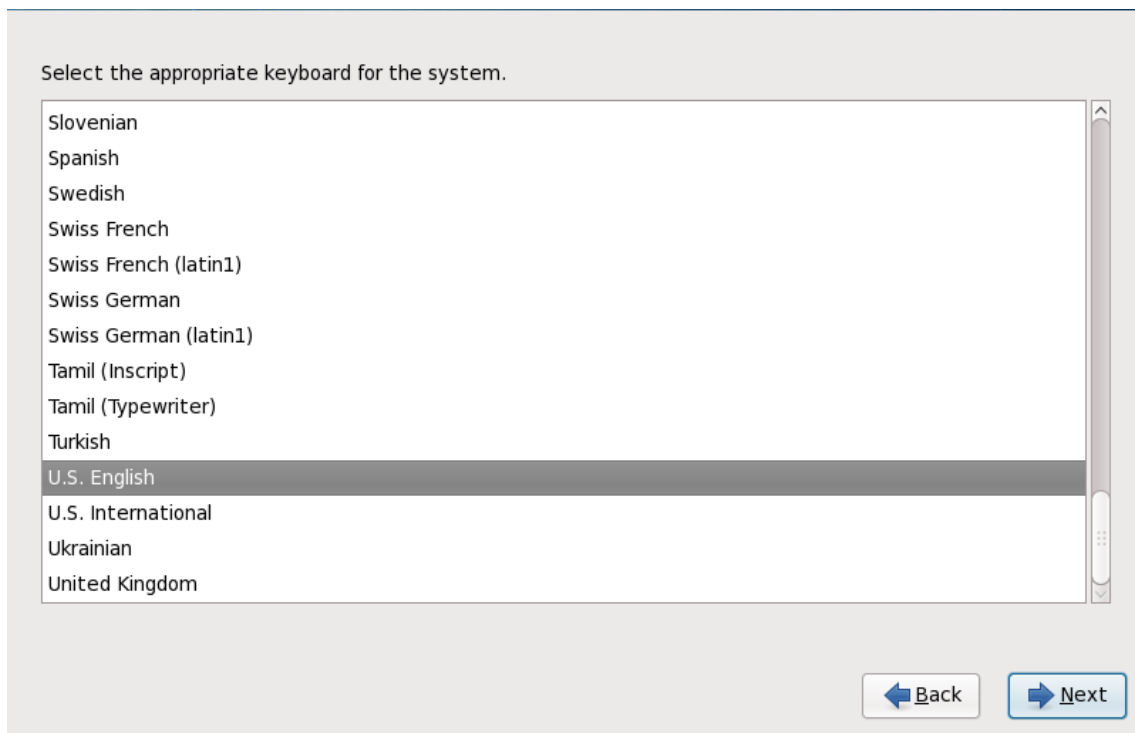 Select the appropriate keyboard for the system.
Slovenian
Spanish
Swedish
Swiss French
Swiss French (latin1)
Swiss German
Swiss German (latin1)
Tamil (Inscript)
Tamil (Typewriter)
Turkish
U.S. English
U.S. International
Ukrainian
United Kingdom
Back
Next